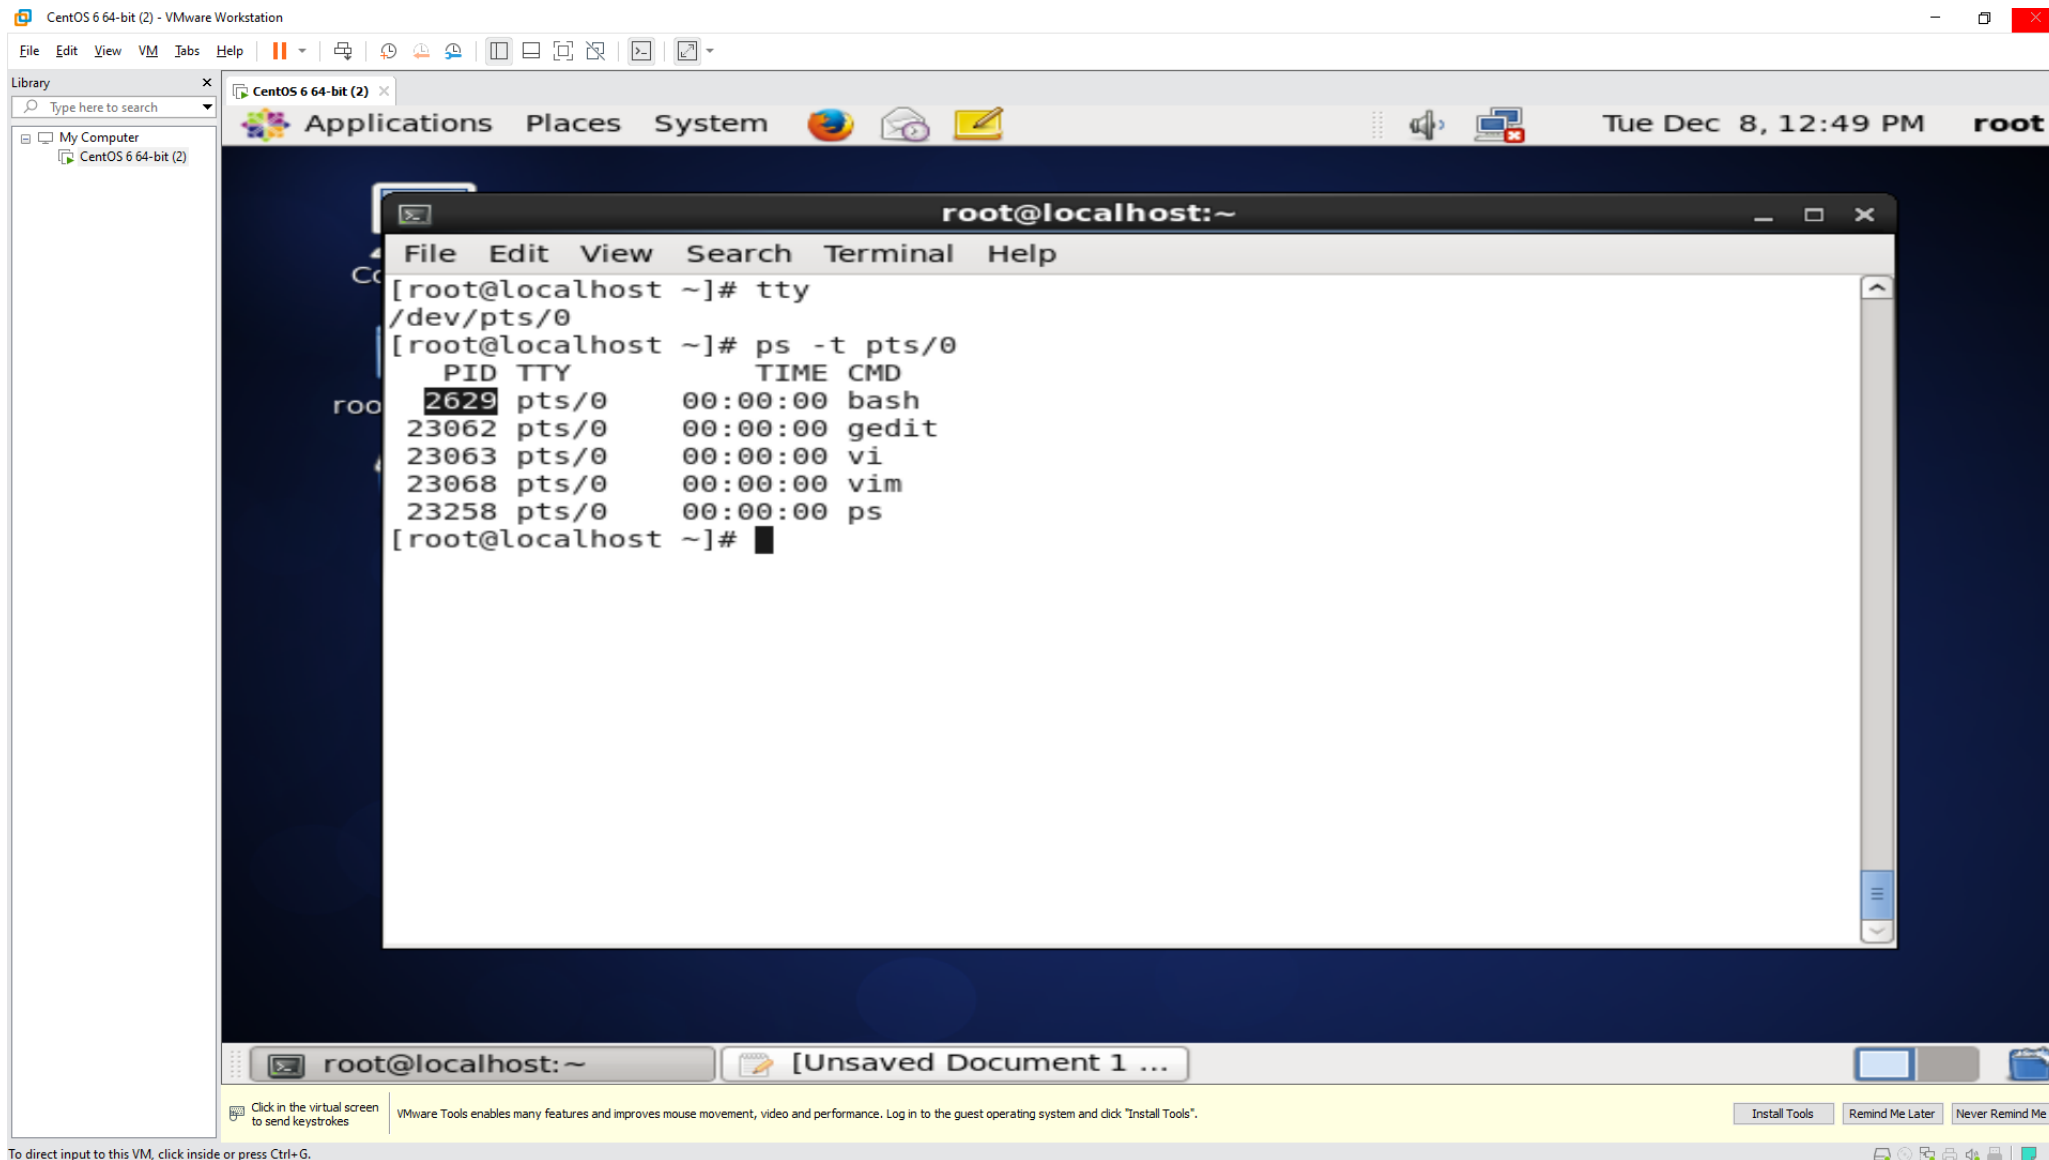 CentOS 6 64-bit (2) - VMware Workstation
File Edit View VM Tabs Help
Library
Type here to search
My Computer
CentOS 6 64-bit (2)
CentOS 6 64-bit (2)
Applications Places System Tue Dec 8, 12:49 PM root
root@localhost:~
File Edit View Search Terminal Help
[root@localhost ~]# tty
/dev/pts/0
[root@localhost ~]# ps -t pts/0
PID TTY TIME CMD
2629 pts/0 00:00:00 bash
23062 pts/0 00:00:00 gedit
23063 pts/0 00:00:00 vi
23068 pts/0 00:00:00 vim
23258 pts/0 00:00:00 ps
[root@localhost ~]#
Co
roo
root@localhost:~ [Unsaved Document 1 ...
Click in the virtual screen
to send keystrokes
VMware Tools enables many features and improves mouse movement, video and performance. Log in to the guest operating system and click "Install Tools".
Install Tools Remind Me Later Never Remind Me
To direct input to this VM, click inside or press Ctrl+G.